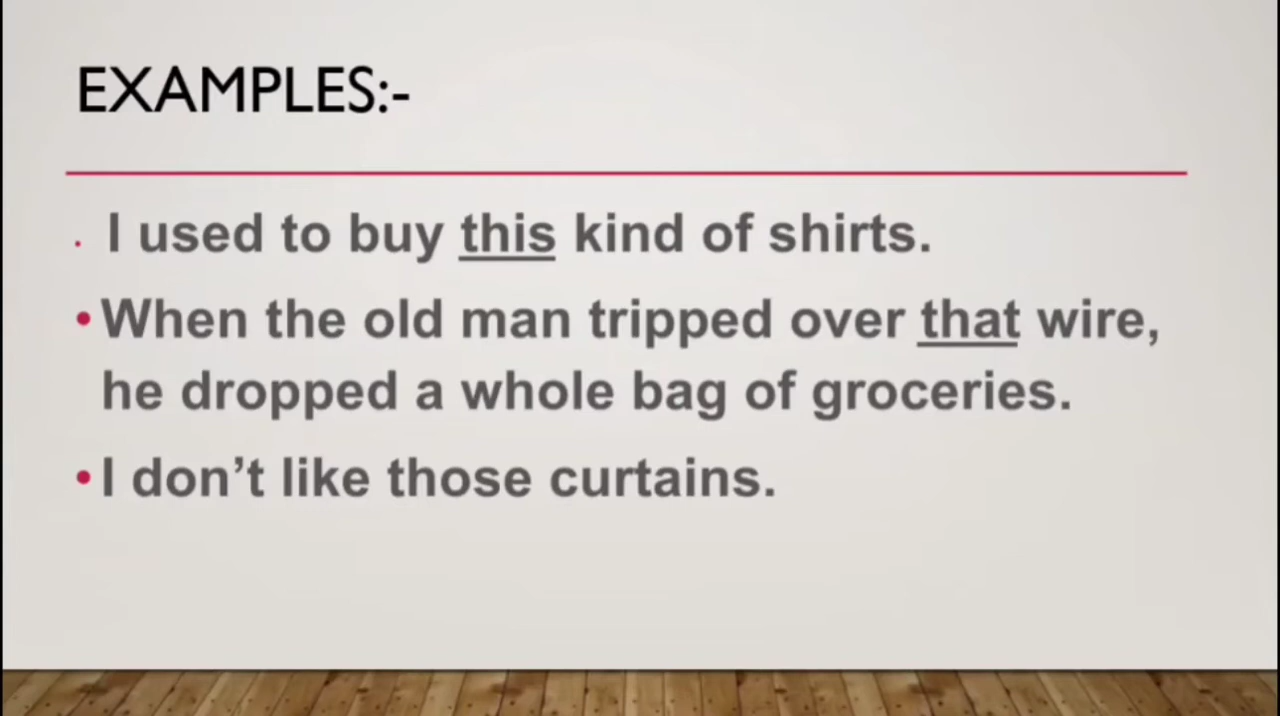 EXAMPLES:-
. I used to buy this kind of shirts.
•When the old man tripped over that wire,
he dropped a whole bag of groceries.
•I don’t like those curtains.